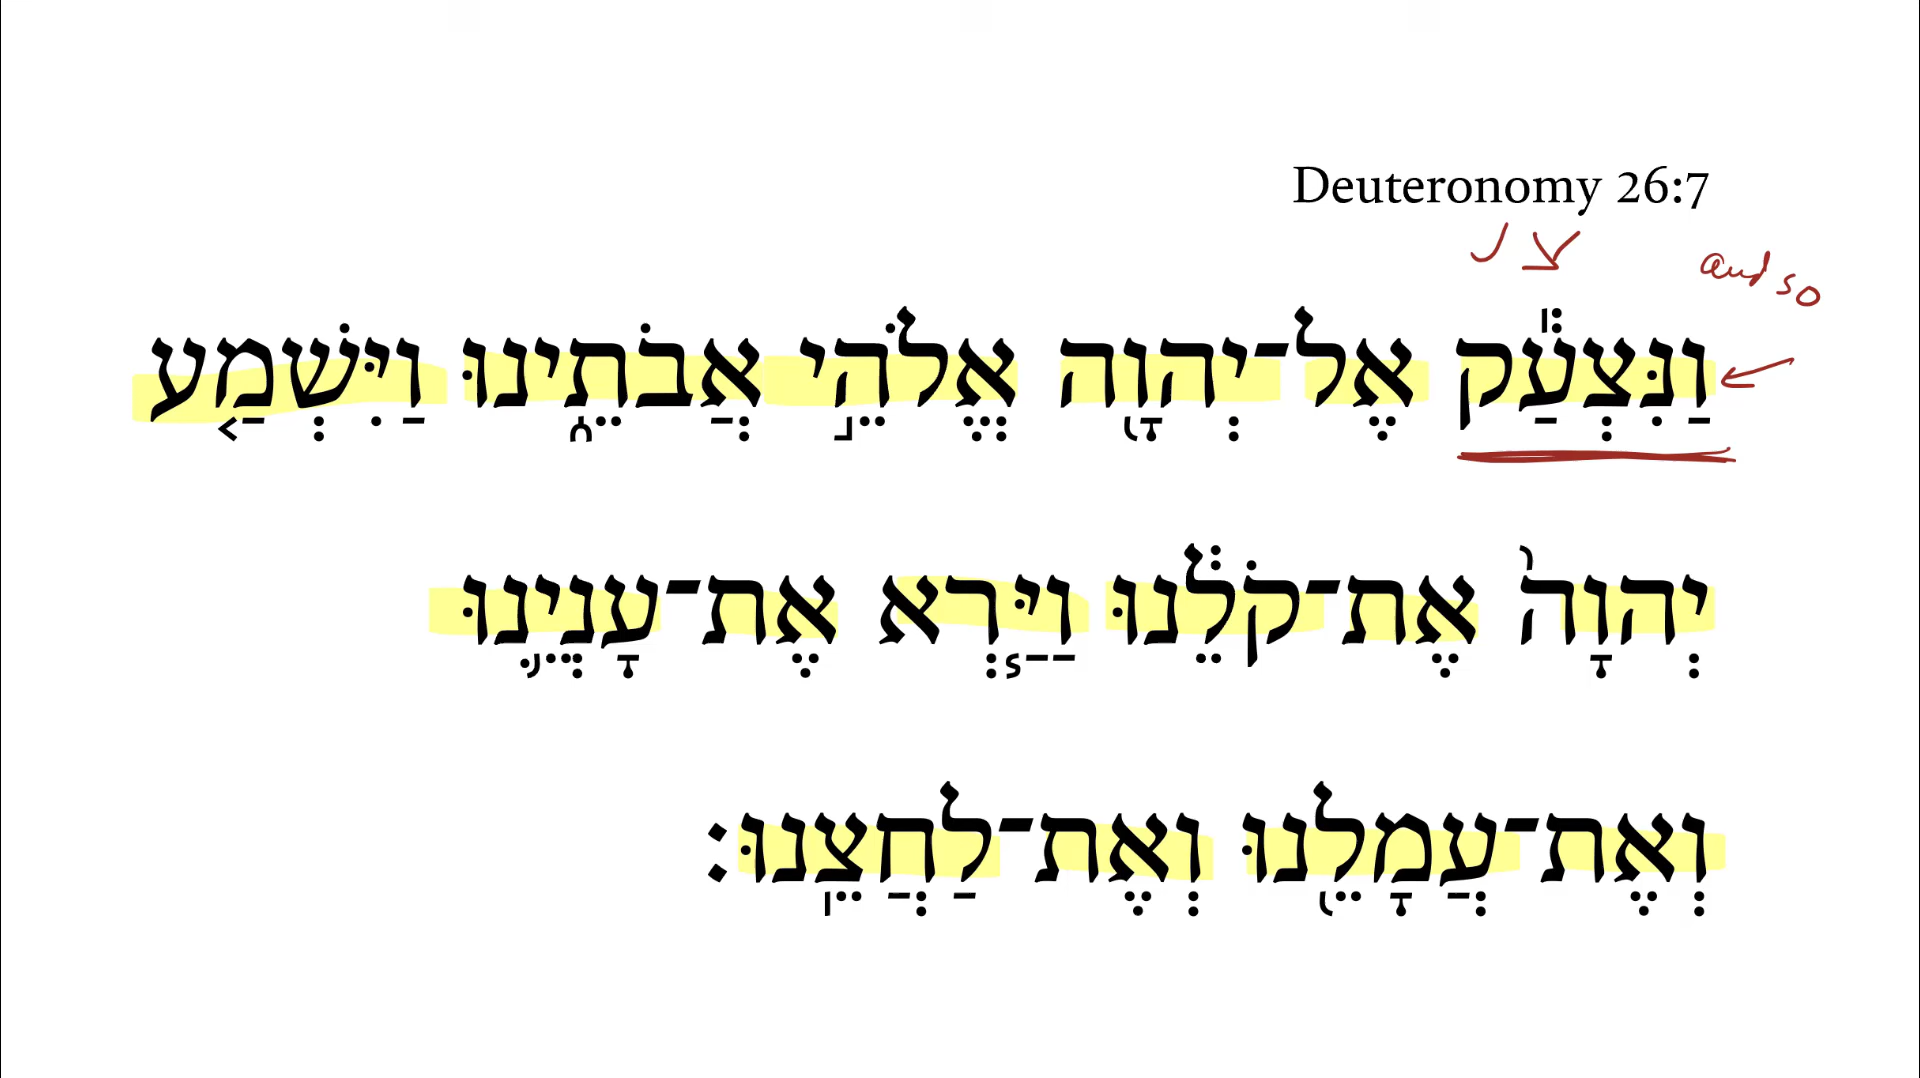 Deuteronomy 26:7
and so
וַנִּצְעַ֕ק אֶל־יְהוָ֖ה אֱלֹהֵ֣י אֲבֹתֵ֑ינוּ וַיִּשְׁמַ֤ע
יְהוָה֙ אֶת־קֹלֵ֔נוּ וַיַּ֧רְא אֶת־עָנְיֵ֛נוּ
וְאֶת־עֲמָלֵ֖נוּ וְאֶת־לַחֲצֵֽנוּ׃